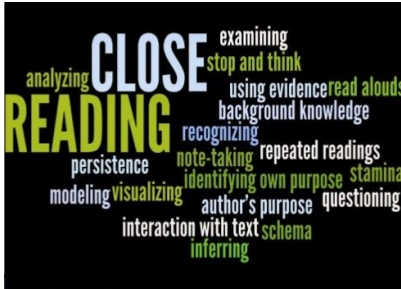 examining
CLOSE
stop and think
analyzing
using evidence
read alouds
READING
background knowledge
recognizing
repeated readings
note-taking
persistence
stamina
identifying own purpose
modeling
visualizing
questioning
author's purpose
interaction with text
schema
inferring